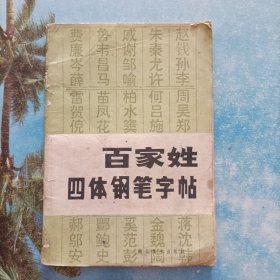 赵钱孙李周吴郑
朱秦尤许何吕施
戚谢邹喻柏水窦
鲁韦昌马苗凤花
费廉岑薛雷贺倪
百家姓
四体钢笔字帖
蒋沈韩
金魏陶
奚范彭
酆鲍史
郝邬安